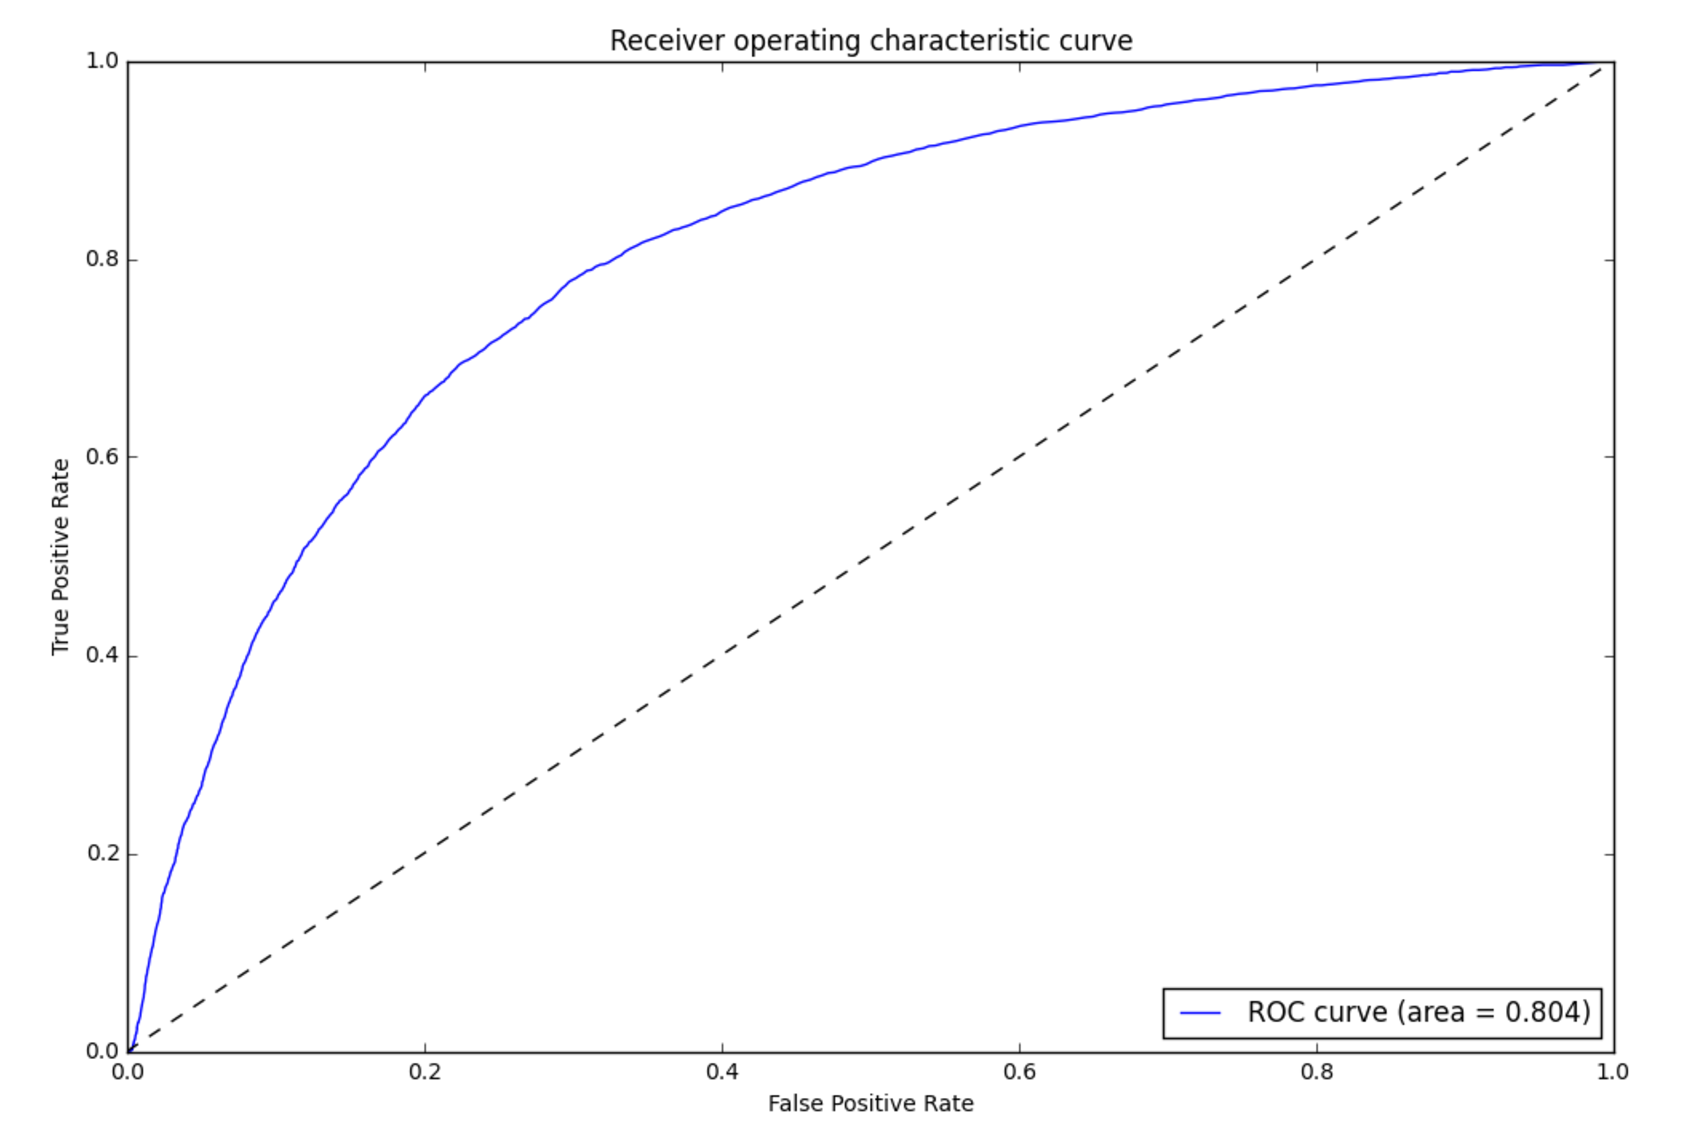 Receiver operating characteristic curve
1.0
0.8
0.6
0.4
0.2
0.0
True Positive Rate
0.0 0.2 0.4 0.6 0.8 1.0
False Positive Rate
ROC curve (area = 0.804)